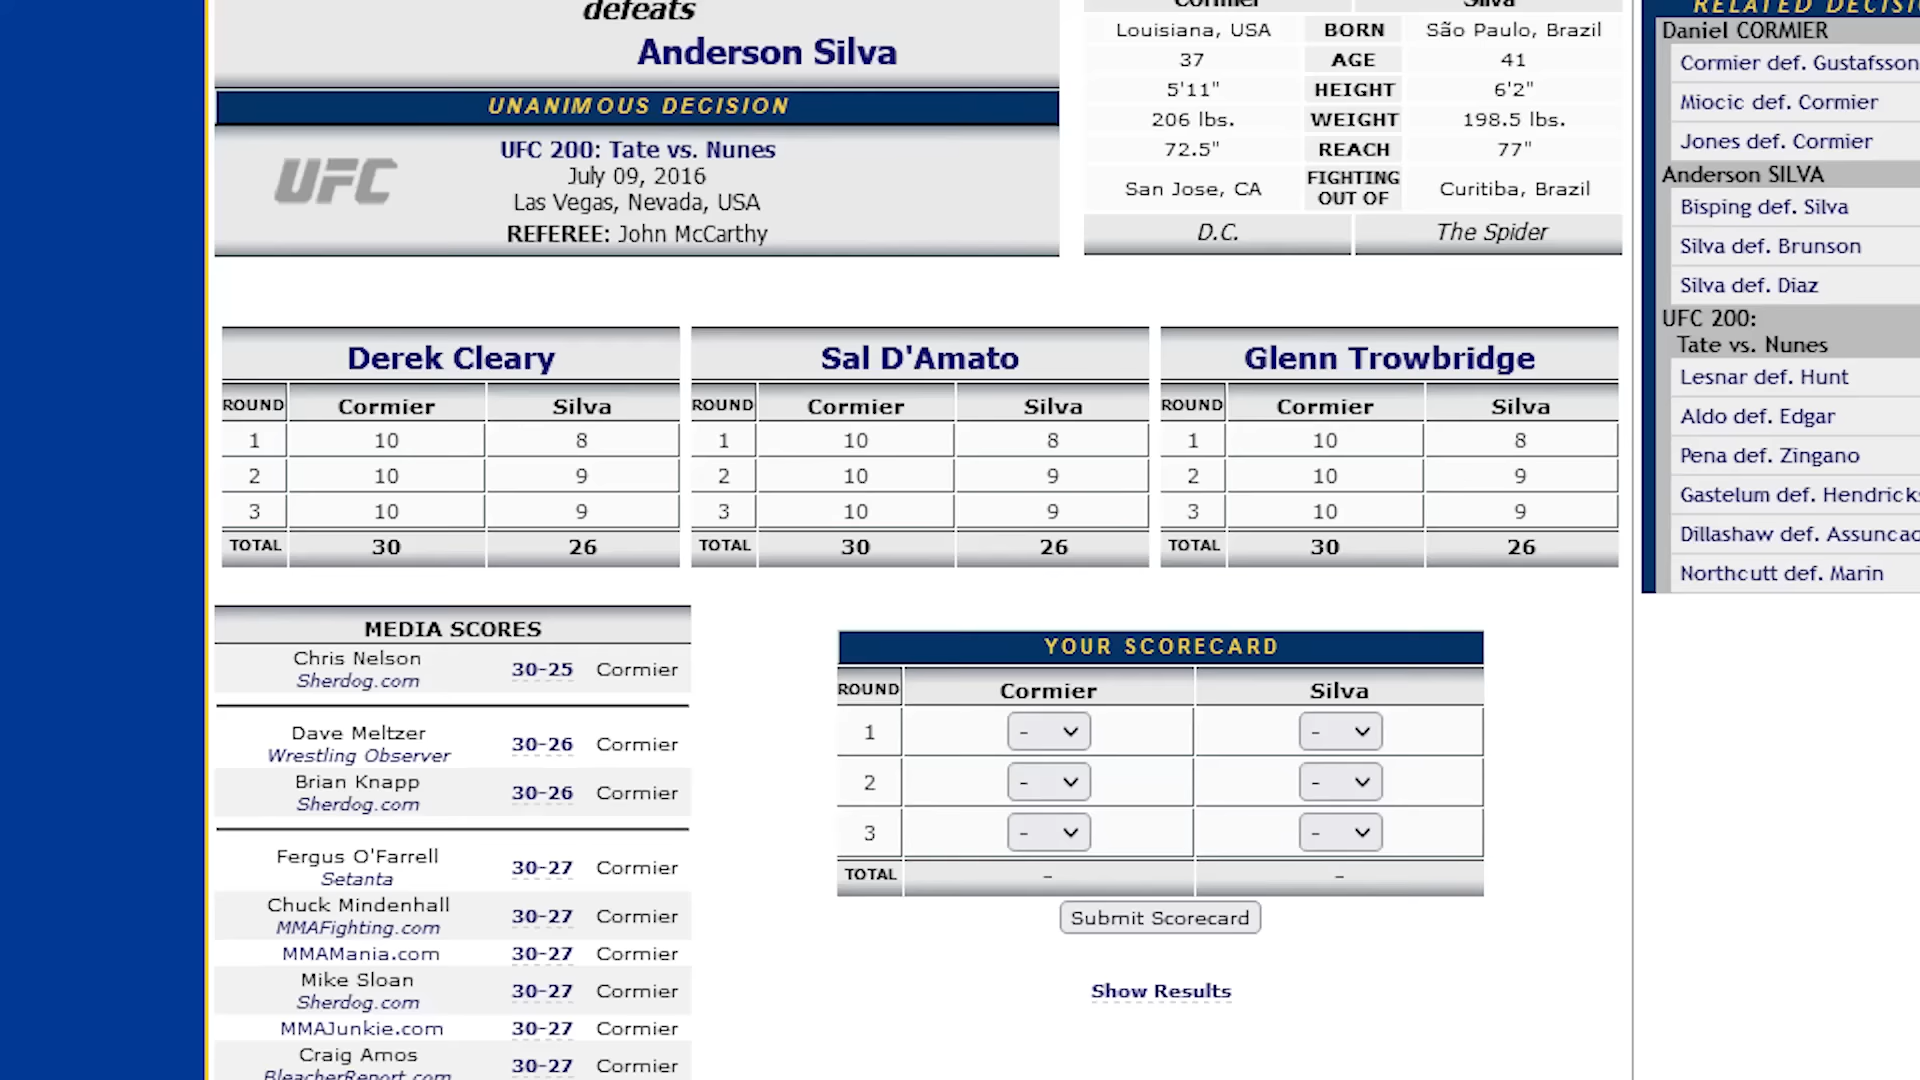 defeats
Anderson Silva
UNANIMOUS DECISION
UFC
UFC 200: Tate vs. Nunes
July 09, 2016
Las Vegas, Nevada, USA
REFEREE: John McCarthy
Cormier Silva
Louisiana, USA BORN São Paulo, Brazil
37 AGE 41
5'11" HEIGHT 6'2"
206 lbs. WEIGHT 198.5 lbs.
72.5" REACH 77"
San Jose, CA FIGHTING OUT OF Curitiba, Brazil
D.C. The Spider
RELATED DECISI
Daniel CORMIER
Cormier def. Gustafsson
Miocic def. Cormier
Jones def. Cormier
Anderson SILVA
Bisping def. Silva
Silva def. Brunson
Silva def. Diaz
UFC 200:
Tate vs. Nunes
Lesnar def. Hunt
Aldo def. Edgar
Pena def. Zingano
Gastelum def. Hendricks
Dillashaw def. Assuncao
Northcutt def. Marin
Derek Cleary
ROUND Cormier Silva
1 10 8
2 10 9
3 10 9
TOTAL 30 26
Sal D'Amato
ROUND Cormier Silva
1 10 8
2 10 9
3 10 9
TOTAL 30 26
Glenn Trowbridge
ROUND Cormier Silva
1 10 8
2 10 9
3 10 9
TOTAL 30 26
MEDIA SCORES
Chris Nelson
Sherdog.com 30-25 Cormier
Dave Meltzer
Wrestling Observer 30-26 Cormier
Brian Knapp
Sherdog.com 30-26 Cormier
Fergus O'Farrell
Setanta 30-27 Cormier
Chuck Mindenhall
MMAFighting.com 30-27 Cormier
MMAMania.com 30-27 Cormier
Mike Sloan
Sherdog.com 30-27 Cormier
MMAJunkie.com 30-27 Cormier
Craig Amos
BleacherReport.com 30-27 Cormier
YOUR SCORECARD
ROUND Cormier Silva
1 - -
2 - -
3 - -
TOTAL - -
Submit Scorecard
Show Results